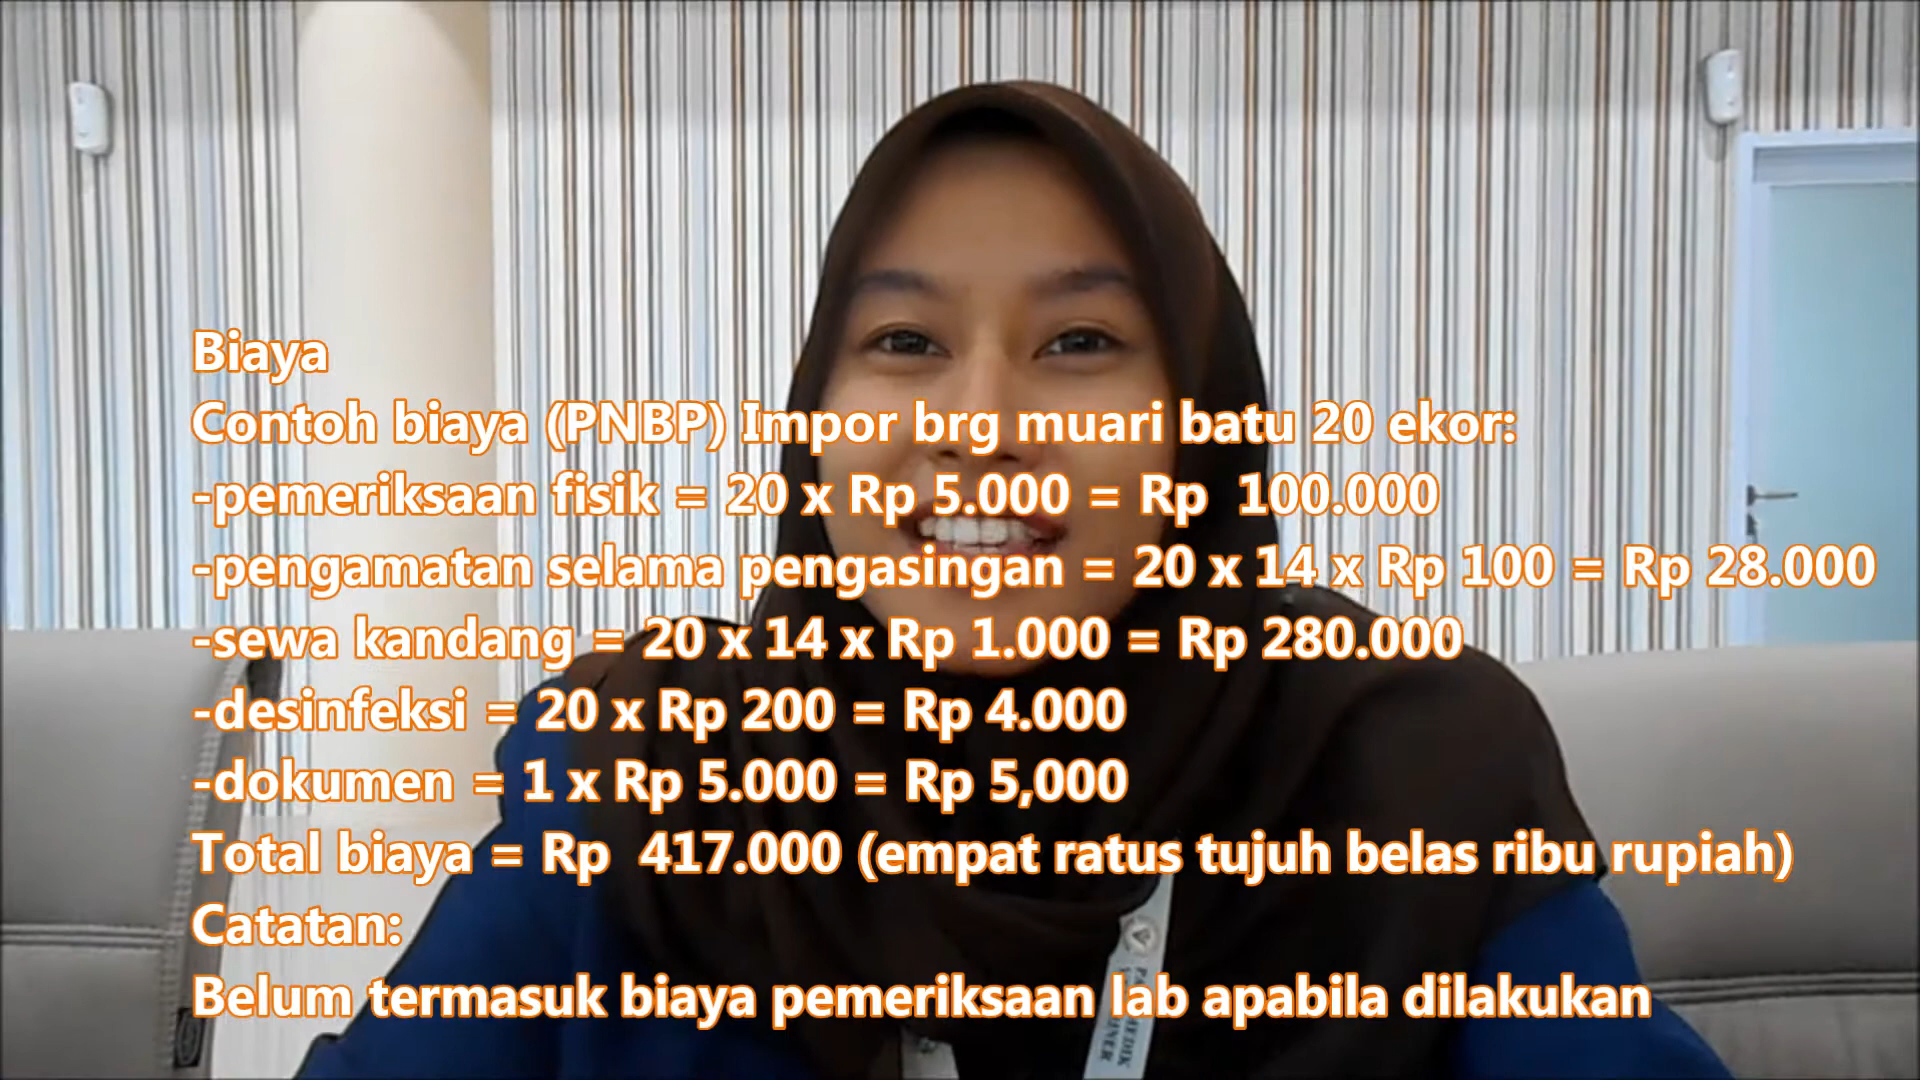 Biaya
Contoh biaya (PNBP) Impor brg muari batu 20 ekor:
-pemeriksaan fisik = 20 x Rp 5.000 = Rp  100.000
-pengamatan selama pengasingan = 20 x 14 x Rp 100 = Rp 28.000
-sewa kandang = 20 x 14 x Rp 1.000 = Rp 280.000
-desinfeksi = 20 x Rp 200 = Rp 4.000
-dokumen = 1 x Rp 5.000 = Rp 5,000
Total biaya = Rp  417.000 (empat ratus tujuh belas ribu rupiah)
Catatan:
Belum termasuk biaya pemeriksaan lab apabila dilakukan